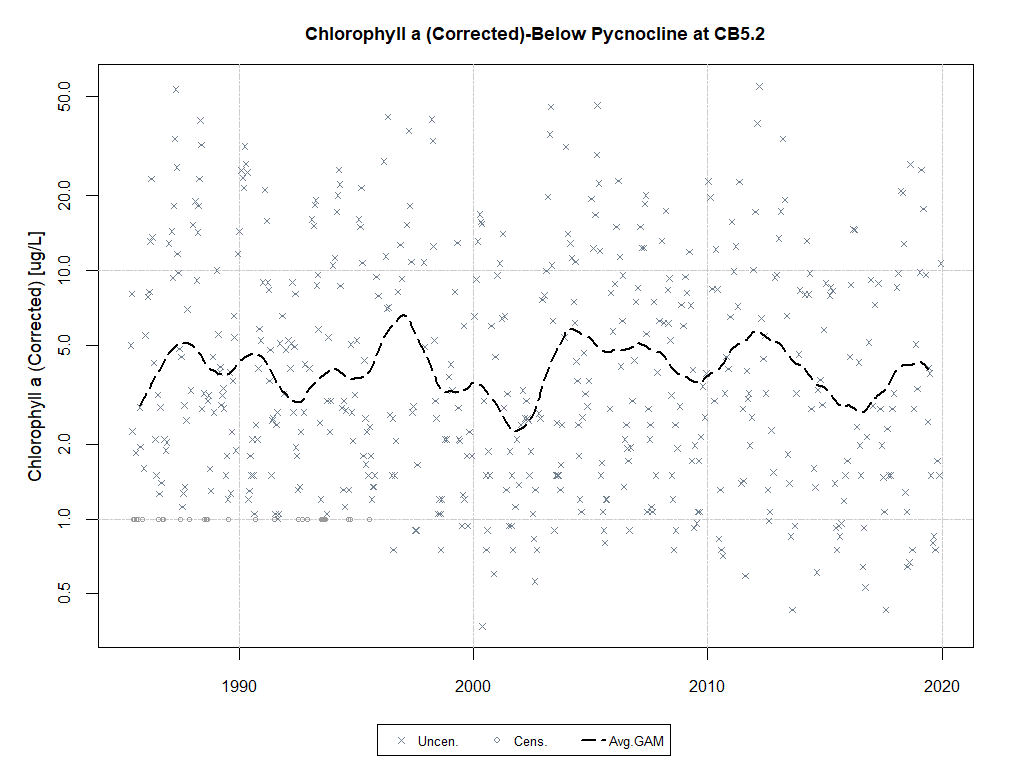 Chlorophyll a (Corrected)-Below Pycnocline at CB5.2
Chlorophyll a (Corrected) [ug/L]
50.0
20.0
10.0
5.0
2.0
1.0
0.5
1990 2000 2010 2020
Uncen. Cens. Avg.GAM